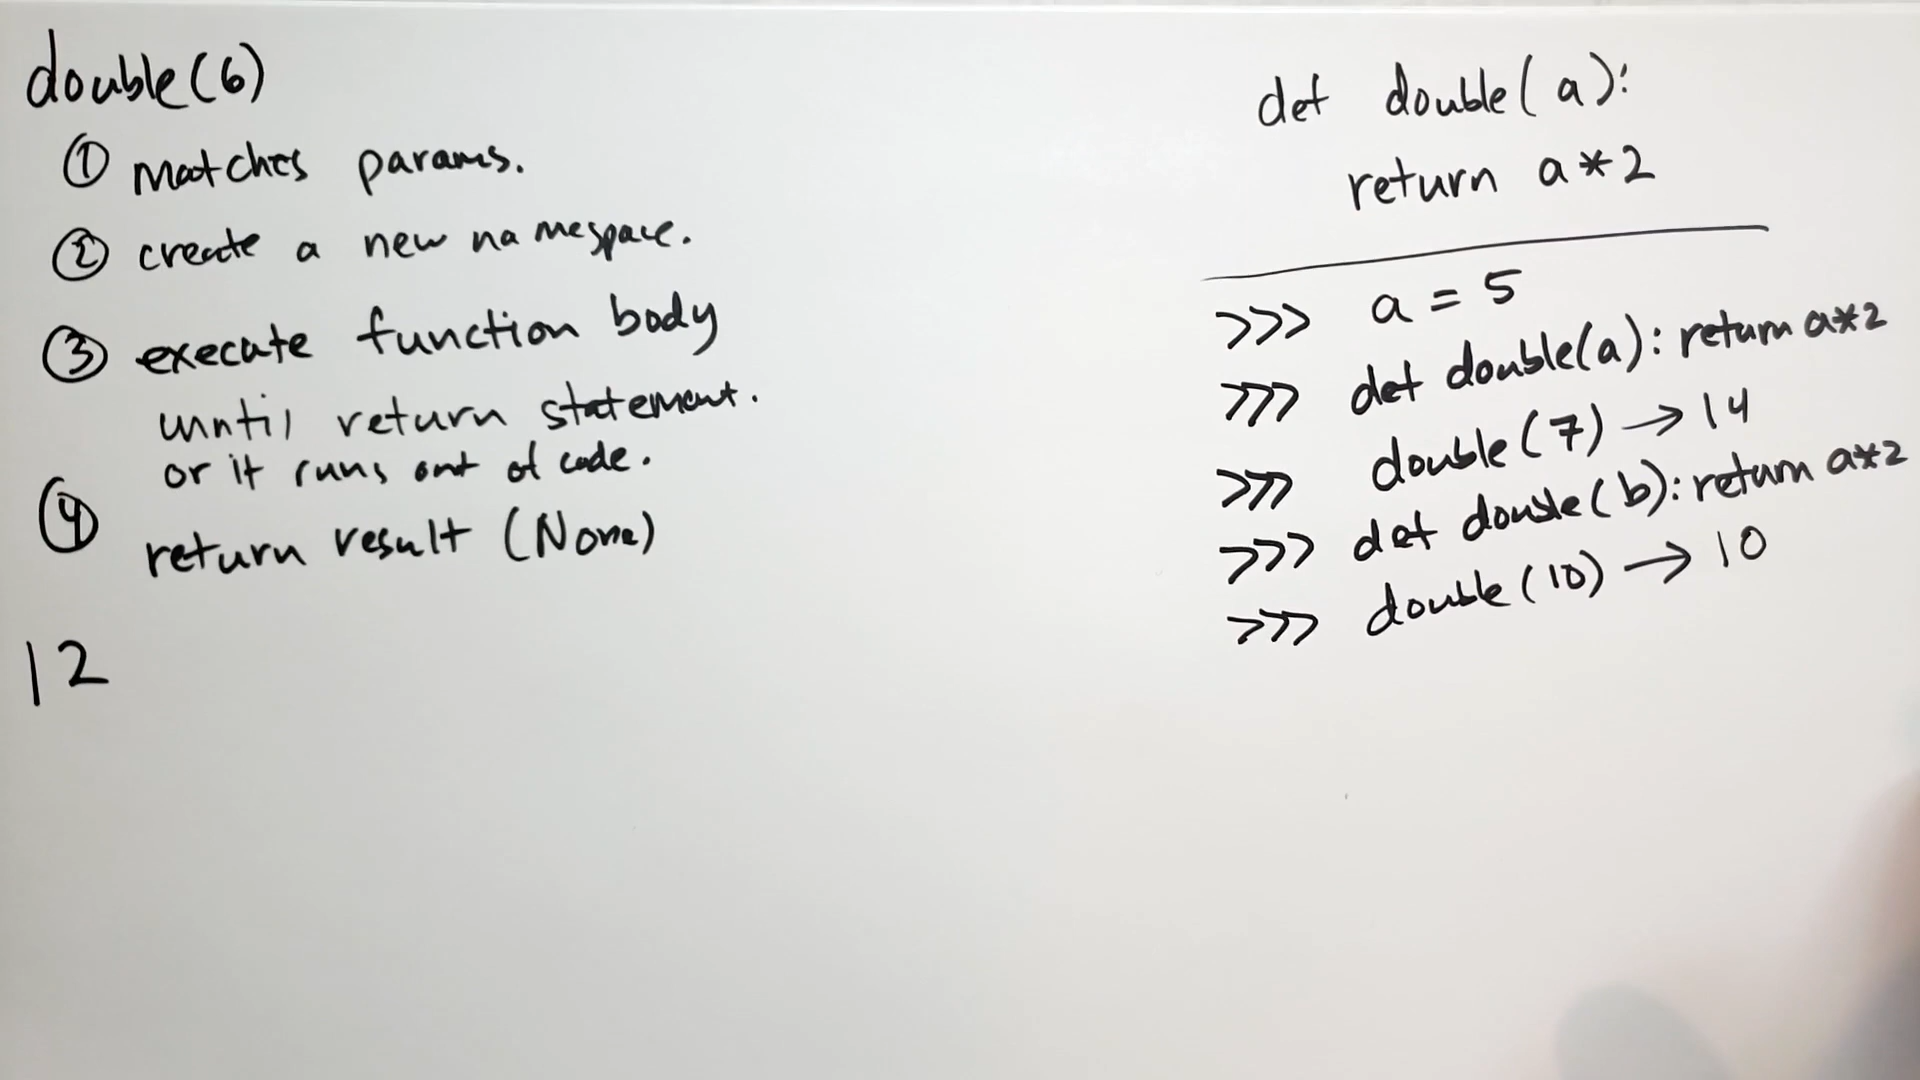 double(6)
① matches params.
② create a new namespace.
③ execute function body
unntil return statement.
or it runs out of code.
④ return result (None)
12
def double(a):
return a*2
>>> a = 5
>>> def double(a): return a*2
>>> double(7) → 14
>>> def double(b): return a*2
>>> double(10) → 10